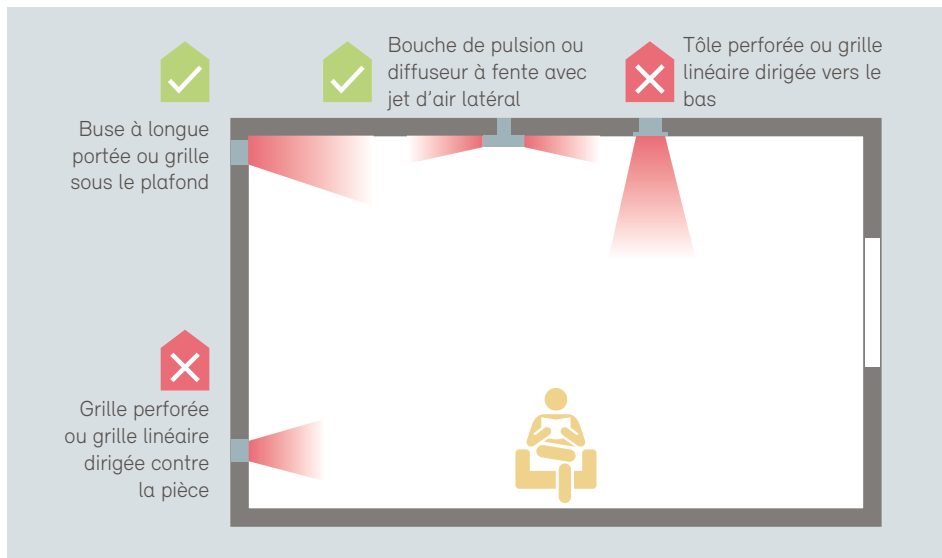 Buse à longue
portée ou grille
sous le plafond
Bouche de pulsion ou
diffuseur à fente avec
jet d'air latéral
Tôle perforée ou grille
linéaire dirigée vers le
bas
Grille perforée
ou grille linéaire
dirigée contre
la pièce